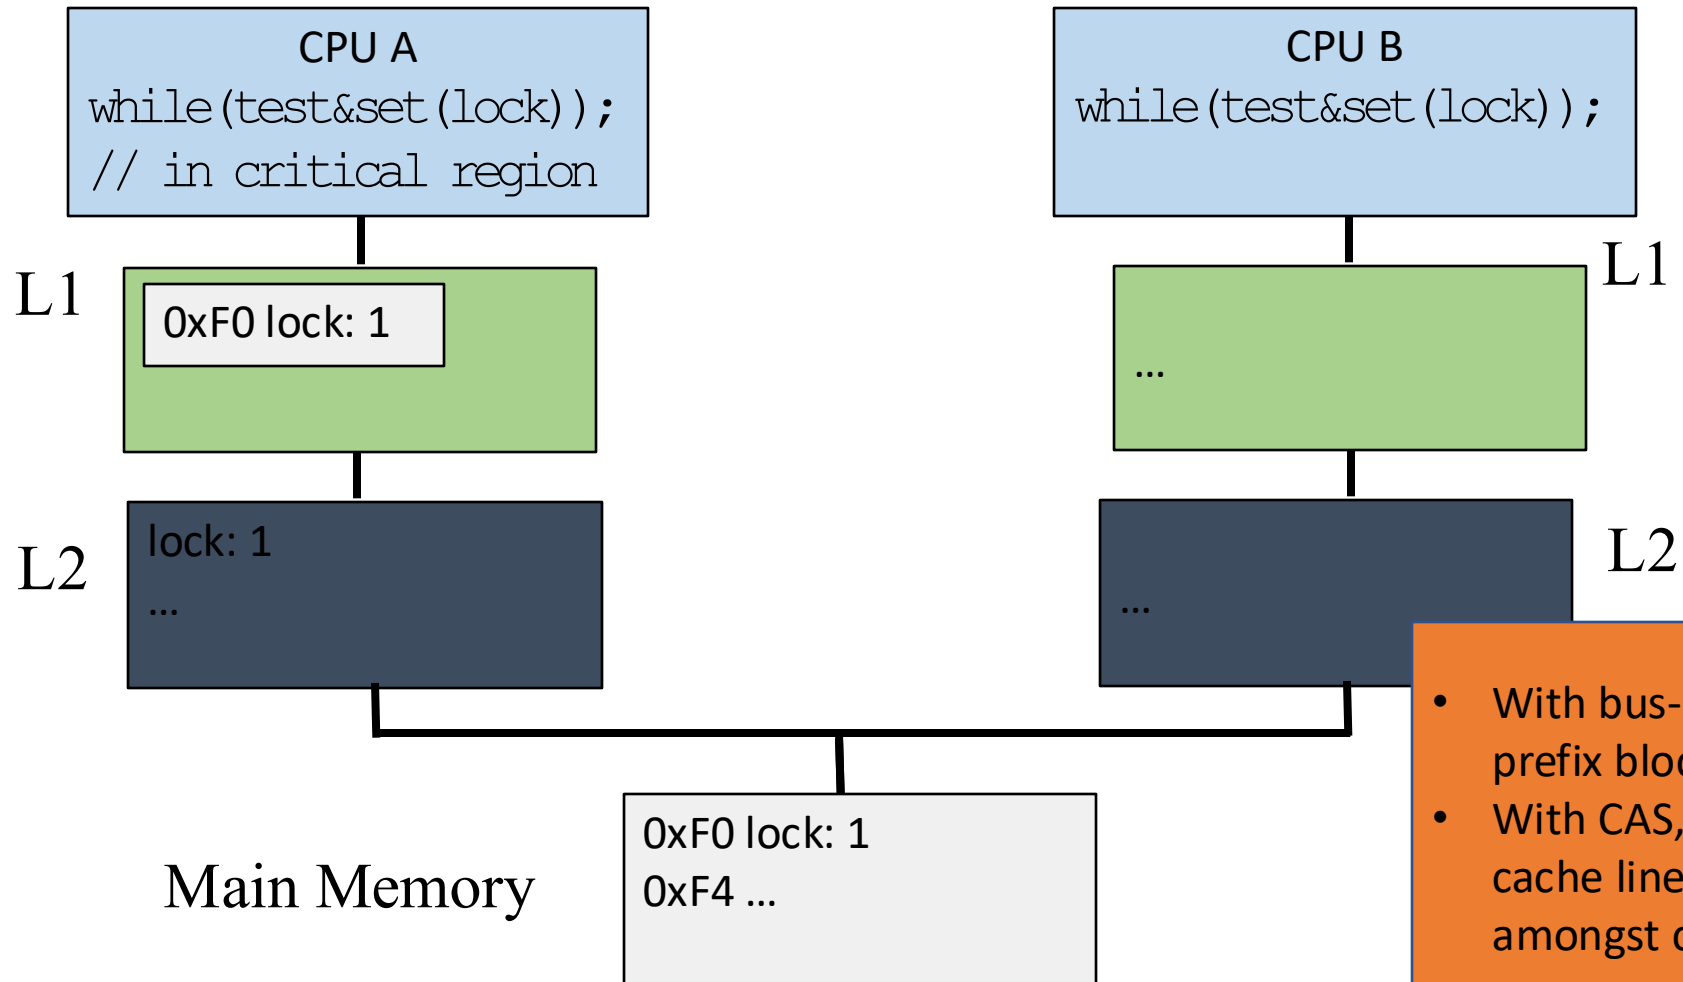 CPU A
while(test&set(lock));
// in critical region
CPU B
while(test&set(lock));
L1
0xF0 lock: 1
...
L1
L2
lock: 1
...
...
L2
Main Memory
0xF0 lock: 1
0xF4 ...
• With bus-
prefix
• With CAS,
cache line
amongst